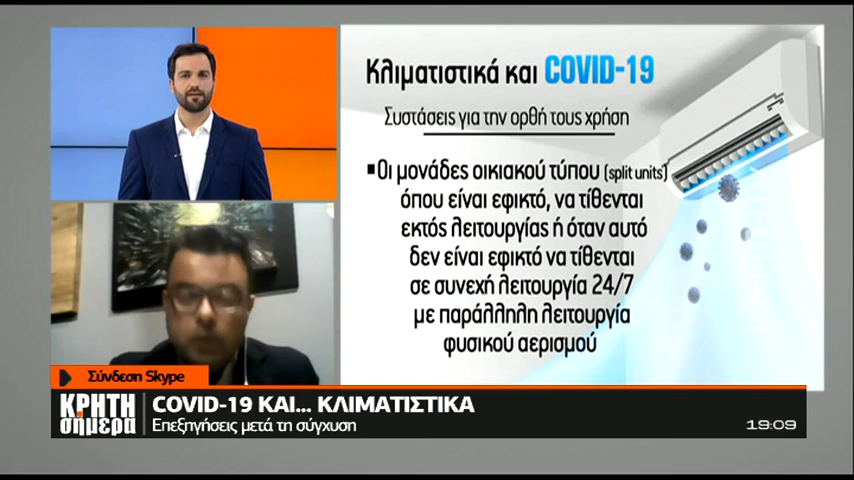 Κλιματιστικά και COVID-19
Συστάσεις για την ορθή τους χρήση
▪Οι μονάδες οικιακού τύπου (split units)
όπου είναι εφικτό, να τίθενται
εκτός λειτουργίας ή όταν αυτό
δεν είναι εφικτό να τίθενται
σε συνεχή λειτουργία 24/7
με παράλληλη λειτουργία
φυσικού αερισμού
Σύνδεση Skype
ΚΡΗΤΗ
σήμερα
COVID-19 ΚΑΙ... ΚΛΙΜΑΤΙΣΤΙΚΑ
Επεξηγήσεις μετά τη σύγχυση
19:09